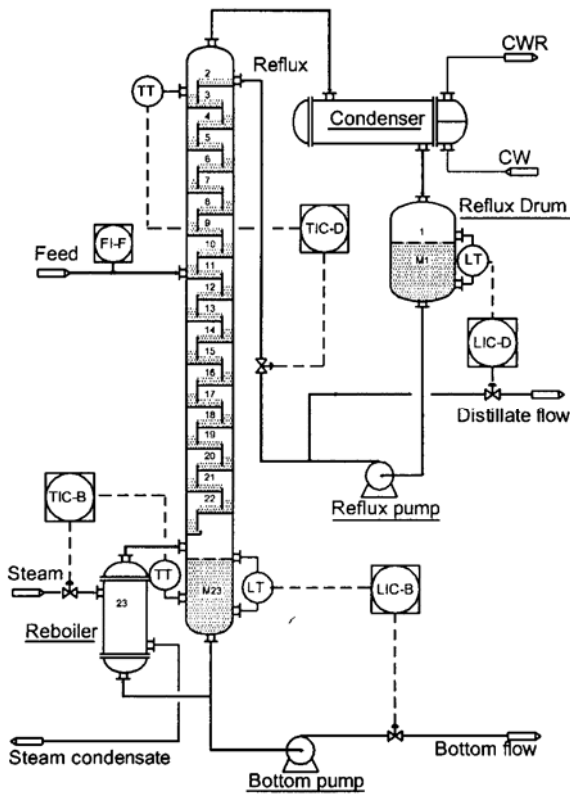 CWR
Reflux
2
TT
3
Condenser
4
5
CW
6
7
Reflux Drum
8
9
TIC-D
1
FI-F
10
M1
LT
Feed
11
12
13
LIC-D
14
15
16
17
Distillate flow
18
19
20
Reflux pump
21
TIC-B
22
Steam
TT
M23
LT
LIC-B
23
Reboiler
Steam condensate
Bottom flow
Bottom pump